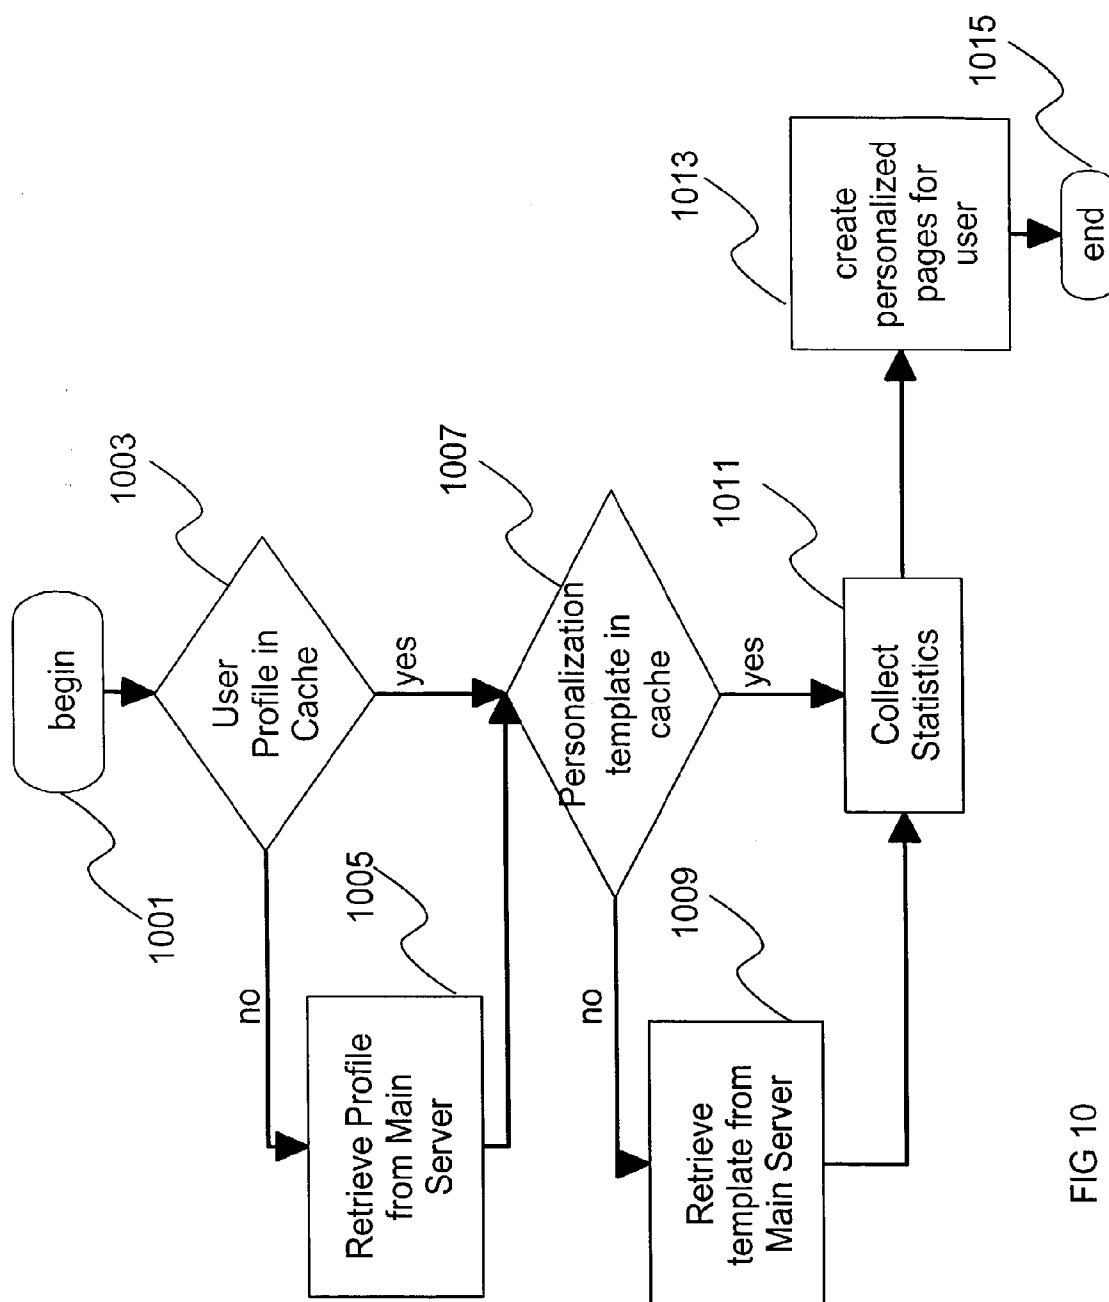 begin
1001
User
Profile in
Cache
1003
no
yes
Retrieve Profile
from Main
Server
1005
Personalization
template in
cache
1007
no
yes
Retrieve
template from
Main Server
1009
Collect
Statistics
1011
create
personalized
pages for
user
1013
end
1015
FIG 10